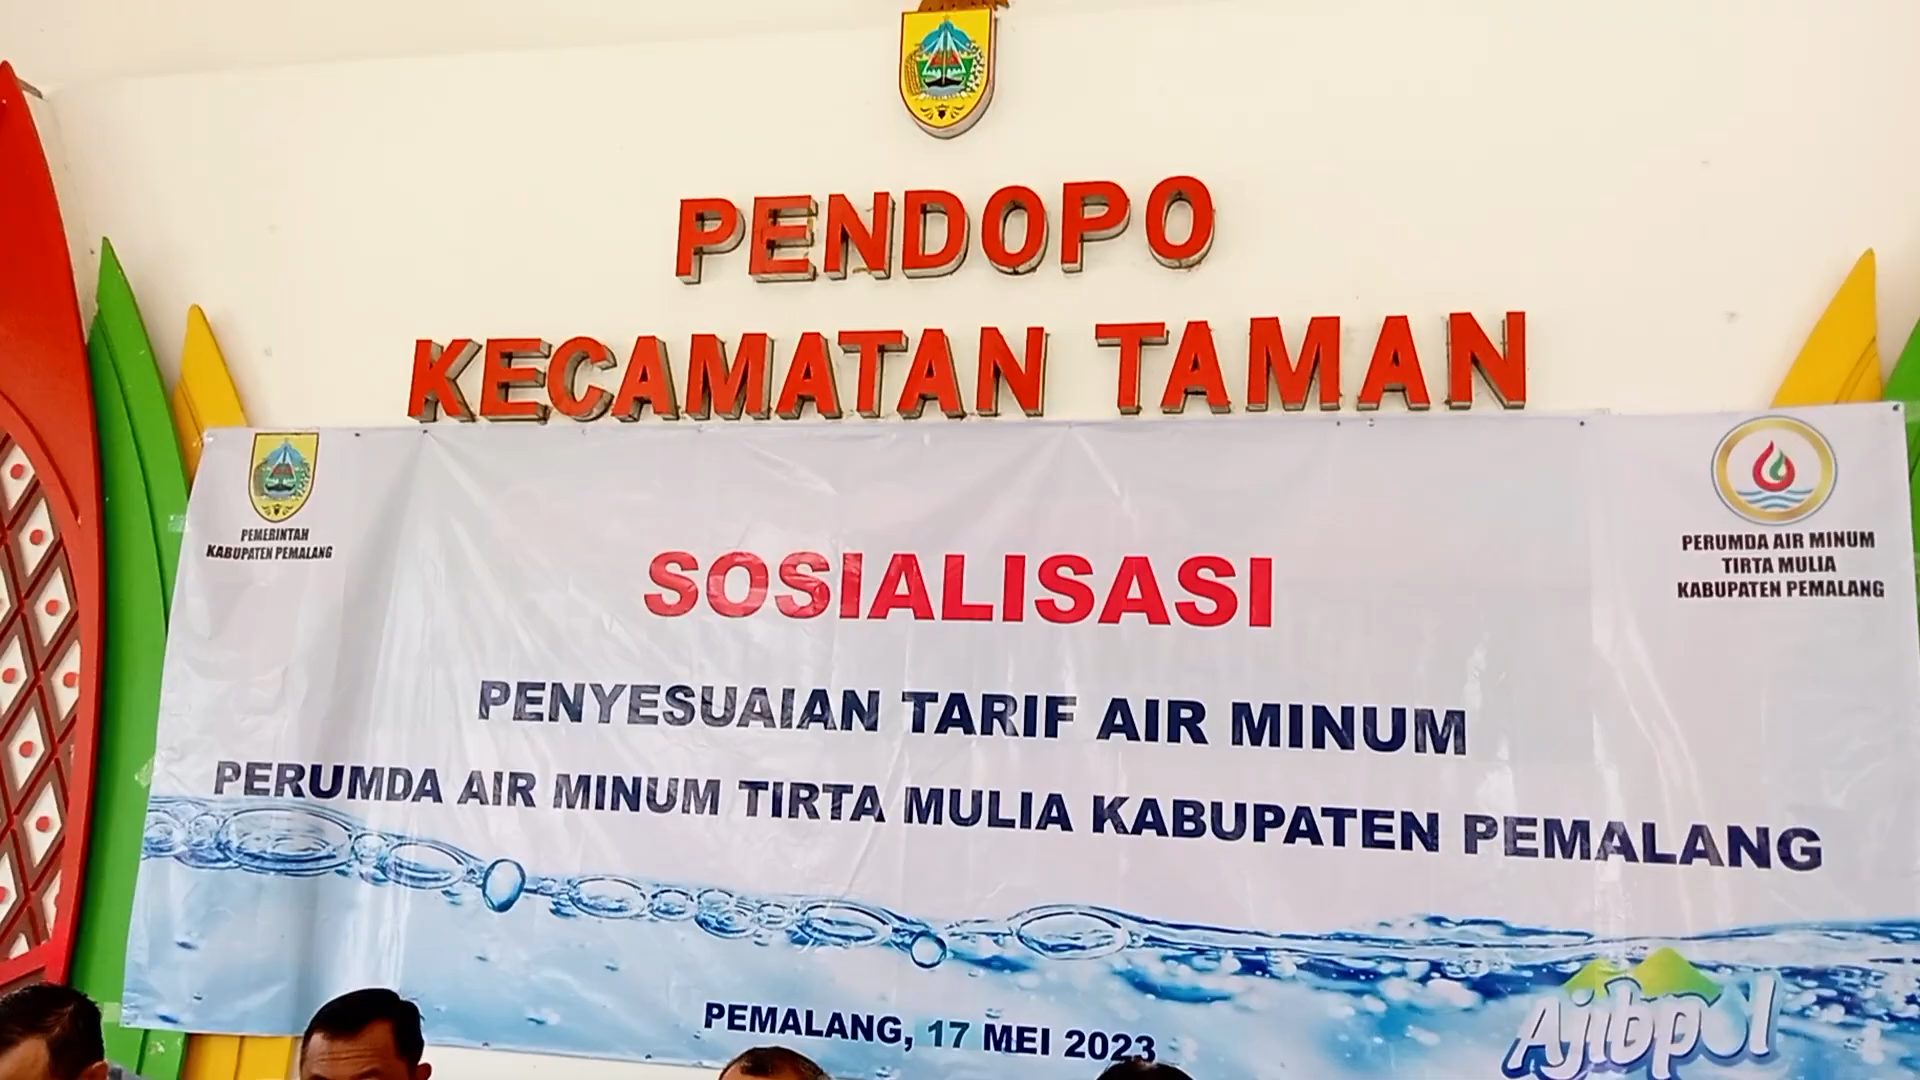 PENDOPO
KECAMATAN TAMAN
PEMERINTAH
KABUPATEN PEMALANG
PERUMDA AIR MINUM
TIRTA MULIA
KABUPATEN PEMALANG
SOSIALISASI
PENYESUAIAN TARIF AIR MINUM
PERUMDA AIR MINUM TIRTA MULIA KABUPATEN PEMALANG
PEMALANG, 17 MEI 2023
Ajibpol